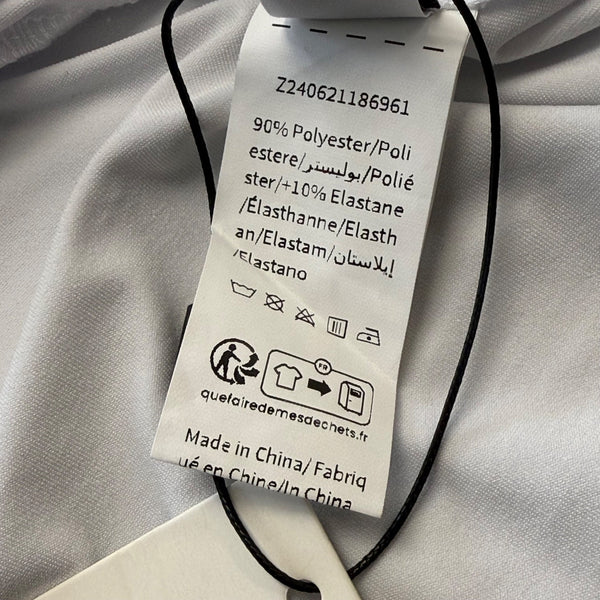 Z240621186961
90% Polyester/Poli
estere/بوليستر/Polié
ster/+10% Elastane
/Élasthanne/Elasth
an/Elastam/إيلاستان
/Elastano
FR
quefairedemesdechets.fr
Made in China/ Fabriq
ué en Chine/In China